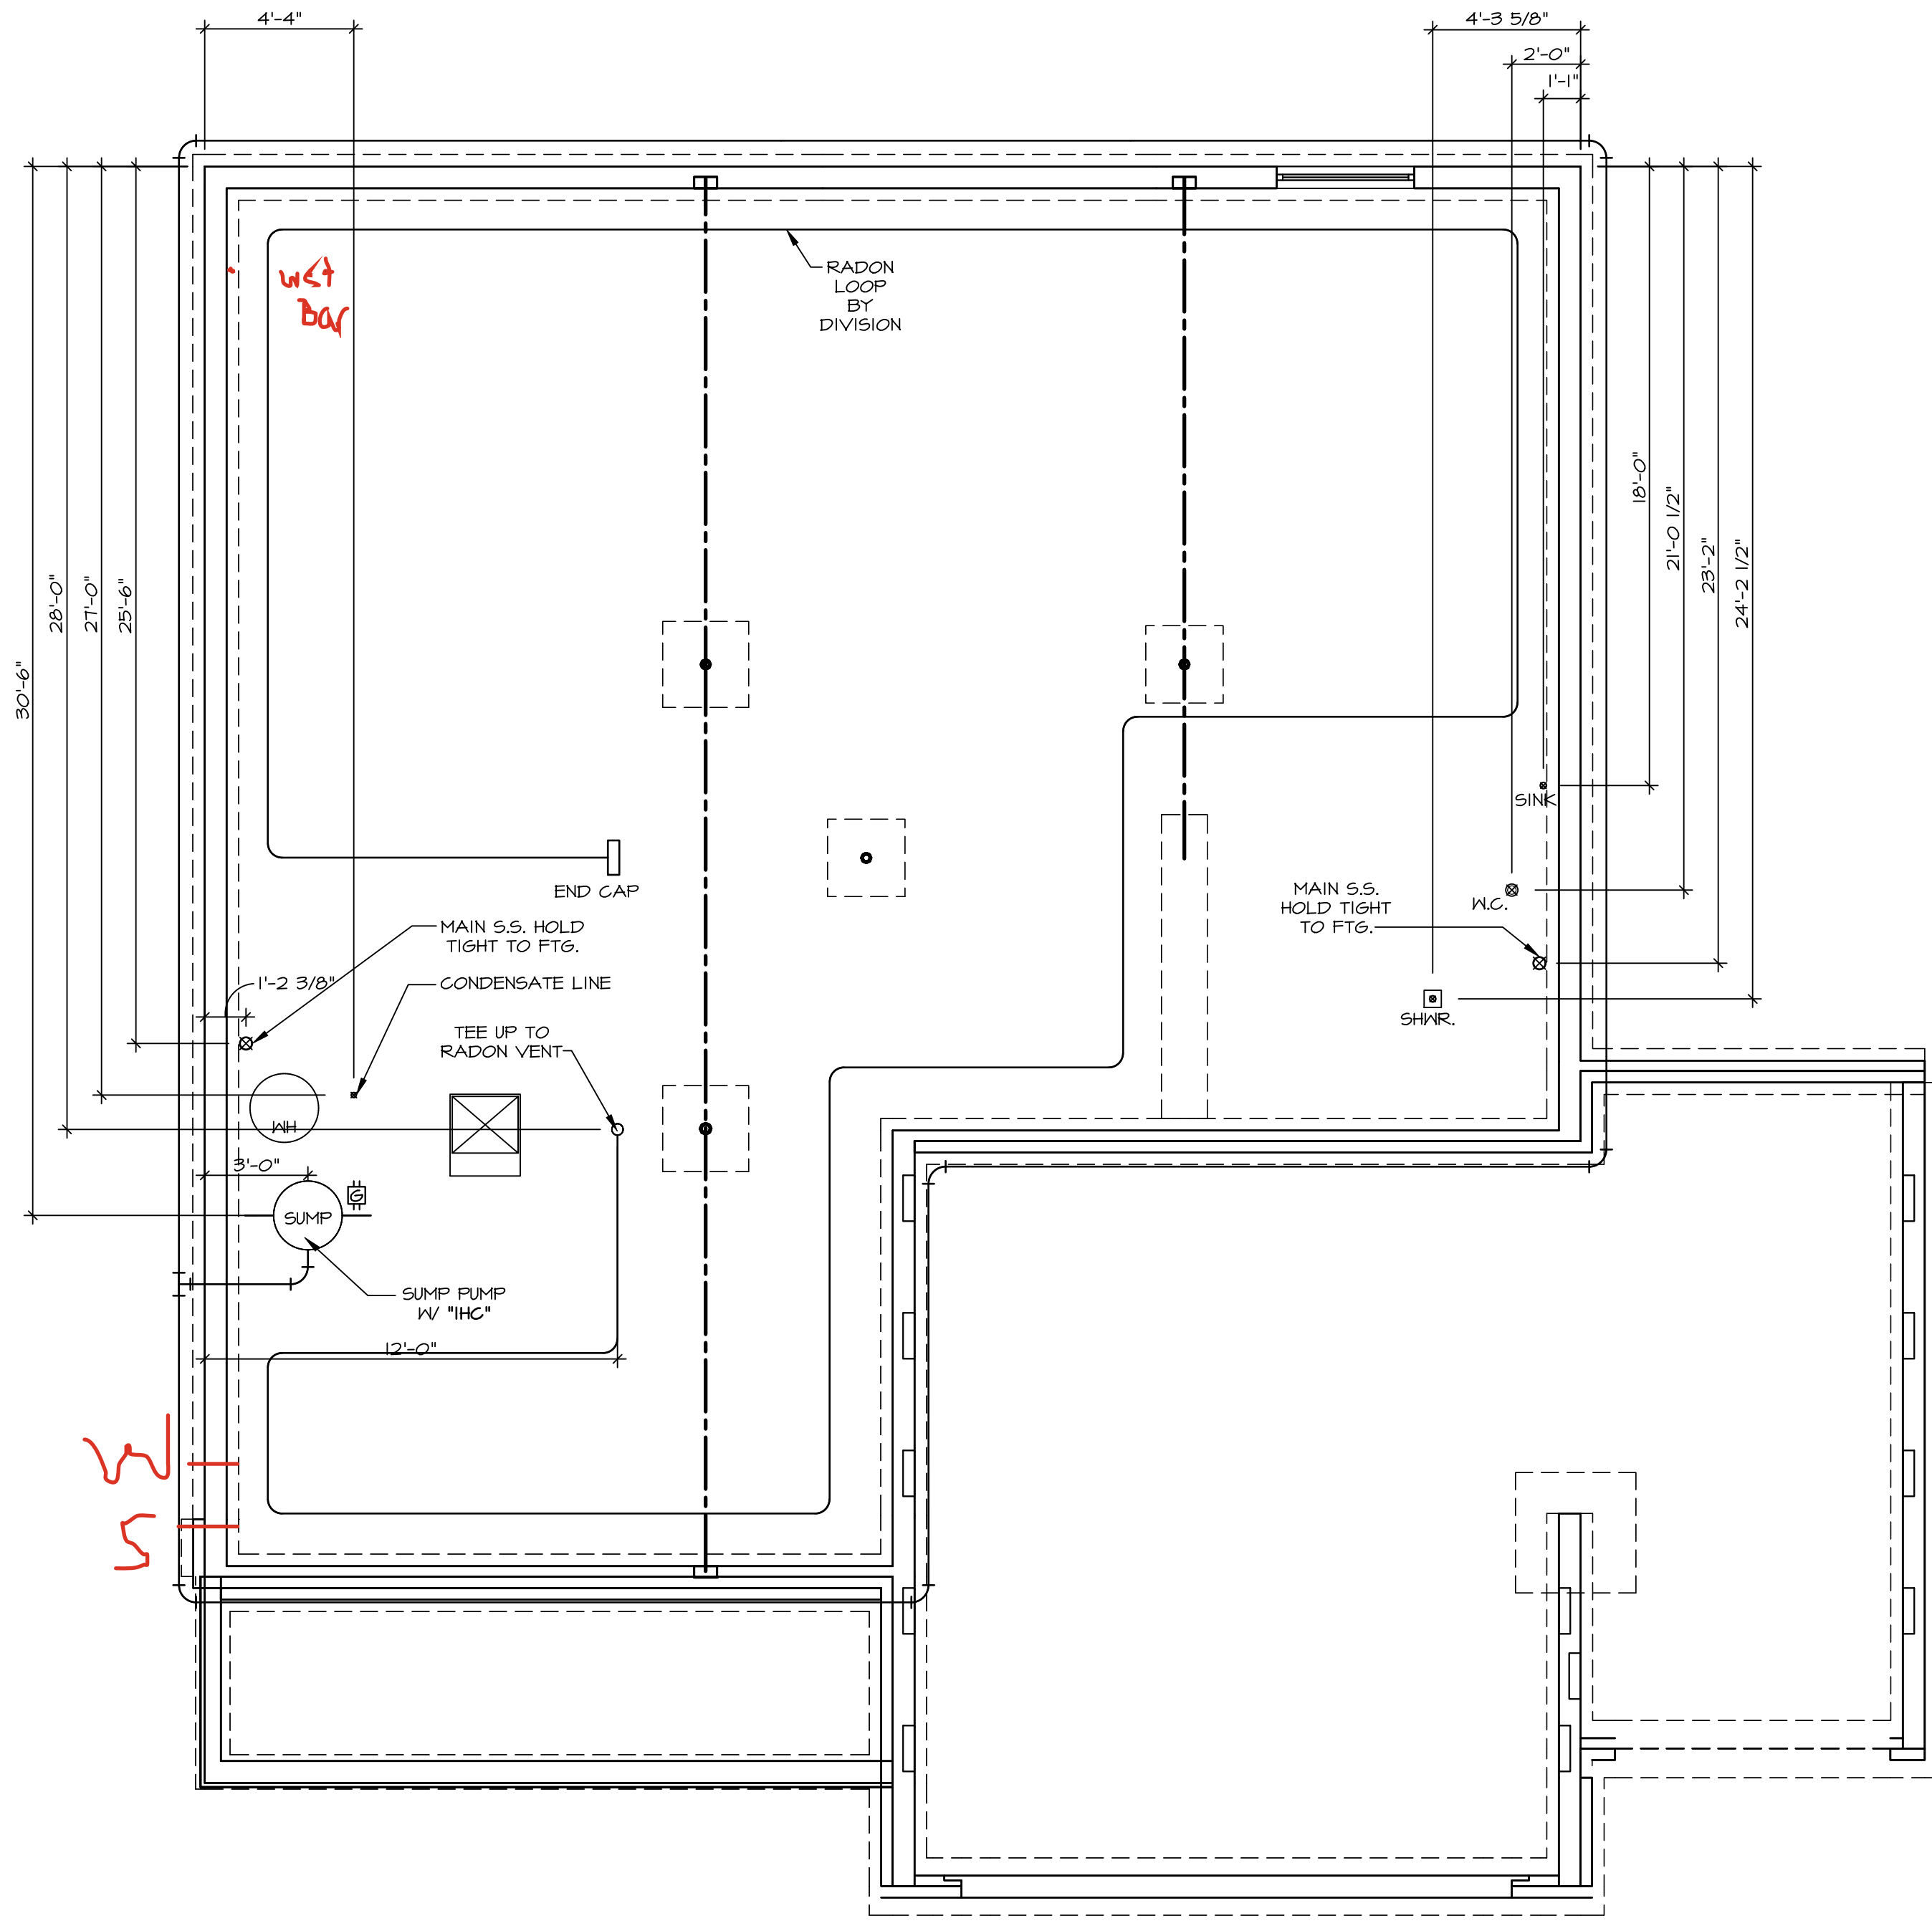 4'-4"
4'-3 5/8"
2'-0"
1'-1"
wet
Bar
RADON
LOOP
BY
DIVISION
30'-6"
28'-0"
27'-0"
25'-6"
18'-0"
21'-0 1/2"
23'-2"
24'-2 1/2"
SINK
END CAP
MAIN S.S.
HOLD TIGHT
TO FTG.
W.C.
MAIN S.S. HOLD
TIGHT TO FTG.
1'-2 3/8"
CONDENSATE LINE
SHWR.
TEE UP TO
RADON VENT
WH
3'-0"
G
SUMP
SUMP PUMP
W/ "IHC"
12'-0"
W
S